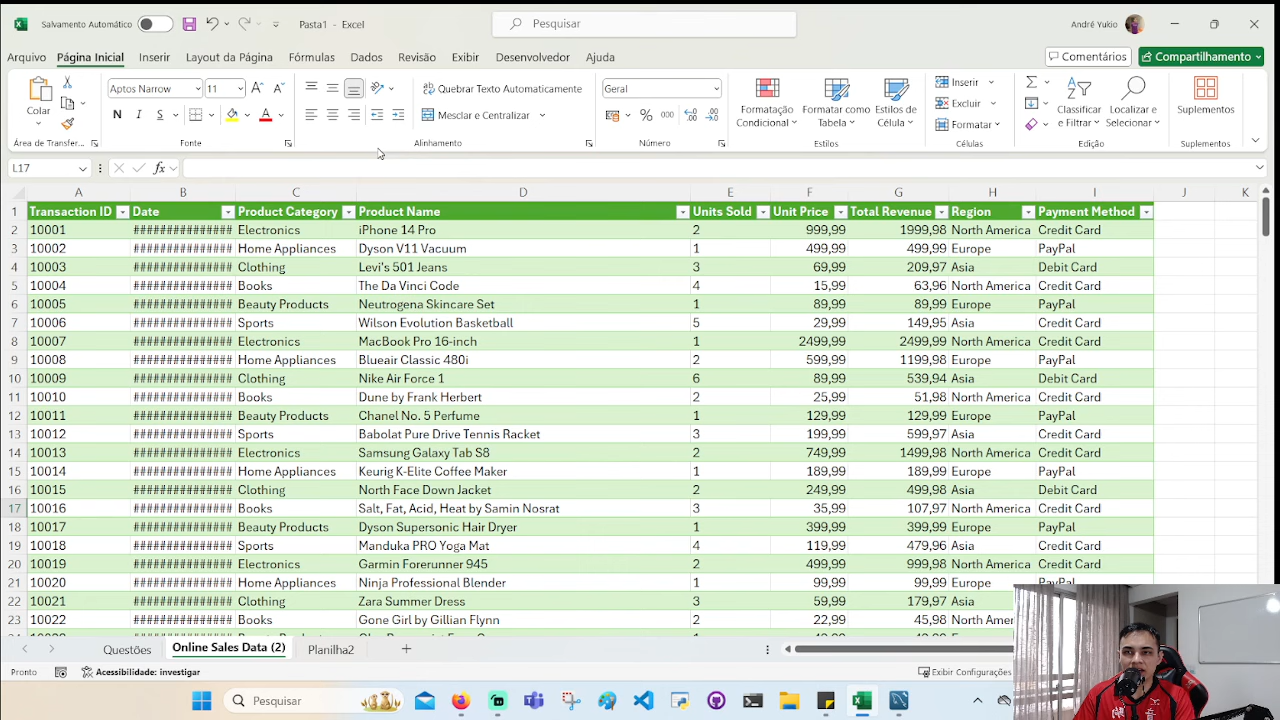 Salvamento Automático Pasta1 - Excel Pesquisar André Yukio
Arquivo Página Inicial Inserir Layout da Página Fórmulas Dados Revisão Exibir Desenvolvedor Ajuda Comentários Compartilhamento
Colar Aptos Narrow 11 Quebrar Texto Automaticamente Geral Formatação Condicional Formatar como Tabela Estilos de Célula Inserir Classificar e Filtrar Localizar e Selecionar Suplementos
N I S Mesclar e Centralizar % 000 Excluir
Formatar
Área de Transfer... Fonte Alinhamento Número Estilos Células Edição Suplementos
L17 fx
A B C D E F G H I J K
1 Transaction ID Date Product Category Product Name Units Sold Unit Price Total Revenue Region Payment Method
2 10001 ############### Electronics iPhone 14 Pro 2 999,99 1999,98 North America Credit Card
3 10002 ############### Home Appliances Dyson V11 Vacuum 1 499,99 499,99 Europe PayPal
4 10003 ############### Clothing Levi's 501 Jeans 3 69,99 209,97 Asia Debit Card
5 10004 ############### Books The Da Vinci Code 4 15,99 63,96 North America Credit Card
6 10005 ############### Beauty Products Neutrogena Skincare Set 1 89,99 89,99 Europe PayPal
7 10006 ############### Sports Wilson Evolution Basketball 5 29,99 149,95 Asia Credit Card
8 10007 ############### Electronics MacBook Pro 16-inch 1 2499,99 2499,99 North America Credit Card
9 10008 ############### Home Appliances Blueair Classic 480i 2 599,99 1199,98 Europe PayPal
10 10009 ############### Clothing Nike Air Force 1 6 89,99 539,94 Asia Debit Card
11 10010 ############### Books Dune by Frank Herbert 2 25,99 51,98 North America Credit Card
12 10011 ############### Beauty Products Chanel No. 5 Perfume 1 129,99 129,99 Europe PayPal
13 10012 ############### Sports Babolat Pure Drive Tennis Racket 3 199,99 599,97 Asia Credit Card
14 10013 ############### Electronics Samsung Galaxy Tab S8 2 749,99 1499,98 North America Credit Card
15 10014 ############### Home Appliances Keurig K-Elite Coffee Maker 1 189,99 189,99 Europe PayPal
16 10015 ############### Clothing North Face Down Jacket 2 249,99 499,98 Asia Debit Card
17 10016 ############### Books Salt, Fat, Acid, Heat by Samin Nosrat 3 35,99 107,97 North America Credit Card
18 10017 ############### Beauty Products Dyson Supersonic Hair Dryer 1 399,99 399,99 Europe PayPal
19 10018 ############### Sports Manduka PRO Yoga Mat 4 119,99 479,96 Asia Credit Card
20 10019 ############### Electronics Garmin Forerunner 945 2 499,99 999,98 North America Credit Card
21 10020 ############### Home Appliances Ninja Professional Blender 1 99,99 99,99 Europe PayPal
22 10021 ############### Clothing Zara Summer Dress 3 59,99 179,97 Asia
23 10022 ############### Books Gone Girl by Gillian Flynn 2 22,99 45,98 North Ame
Questões Online Sales Data (2) Planilha2
Pronto Acessibilidade: investigar Exibir Configurações
Pesquisar